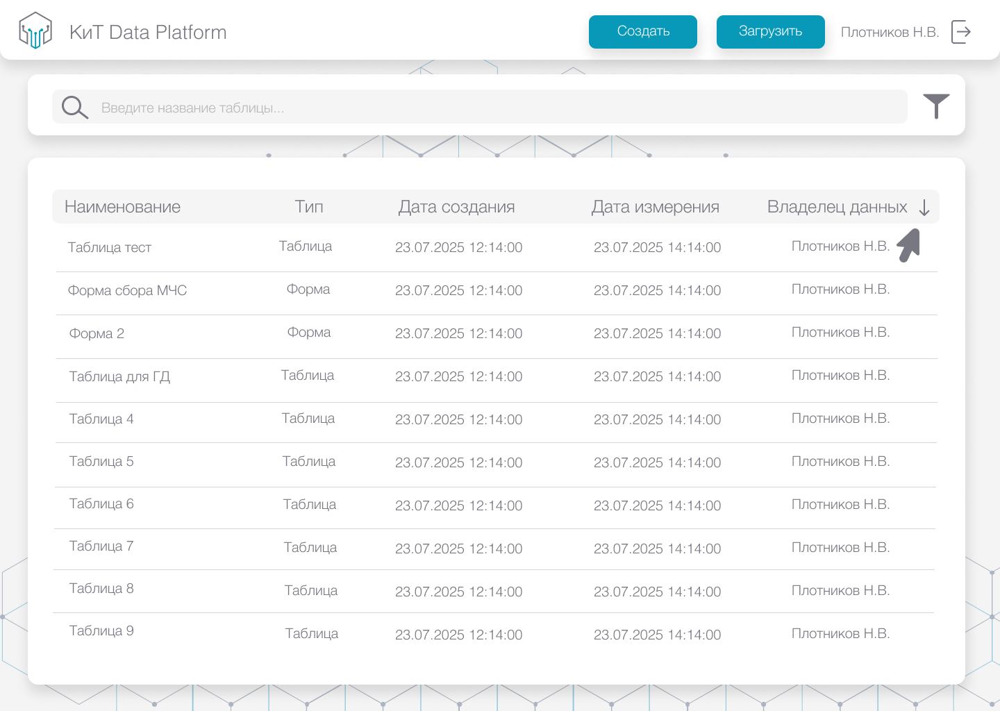 КиТ Data Platform
Создать
Загрузить
Плотников Н.В.
Введите название таблицы...
Наименование Тип Дата создания Дата измерения Владелец данных
Таблица тест Таблица 23.07.2025 12:14:00 23.07.2025 14:14:00 Плотников Н.В.
Форма сбора МЧС Форма 23.07.2025 12:14:00 23.07.2025 14:14:00 Плотников Н.В.
Форма 2 Форма 23.07.2025 12:14:00 23.07.2025 14:14:00 Плотников Н.В.
Таблица для ГД Таблица 23.07.2025 12:14:00 23.07.2025 14:14:00 Плотников Н.В.
Таблица 4 Таблица 23.07.2025 12:14:00 23.07.2025 14:14:00 Плотников Н.В.
Таблица 5 Таблица 23.07.2025 12:14:00 23.07.2025 14:14:00 Плотников Н.В.
Таблица 6 Таблица 23.07.2025 12:14:00 23.07.2025 14:14:00 Плотников Н.В.
Таблица 7 Таблица 23.07.2025 12:14:00 23.07.2025 14:14:00 Плотников Н.В.
Таблица 8 Таблица 23.07.2025 12:14:00 23.07.2025 14:14:00 Плотников Н.В.
Таблица 9 Таблица 23.07.2025 12:14:00 23.07.2025 14:14:00 Плотников Н.В.